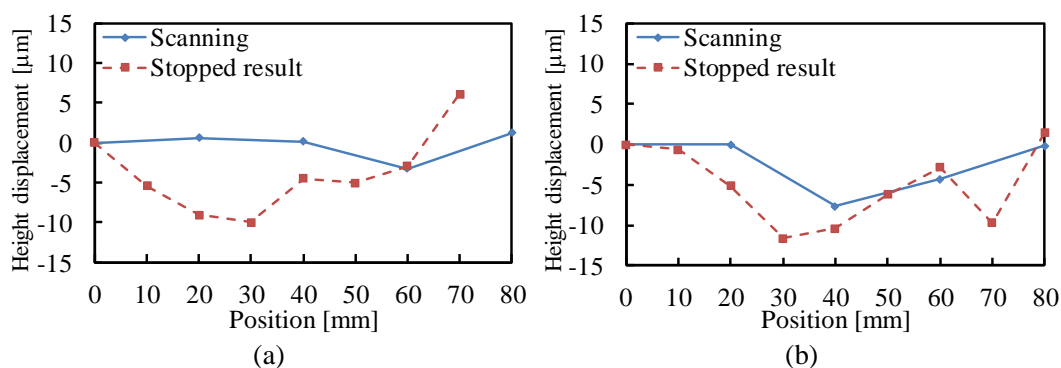 15
10
5
0
-5
-10
-15
Height displacement [µm]
Scanning
Stopped result
0 10 20 30 40 50 60 70 80
Position [mm]
(a)
15
10
5
0
-5
-10
-15
Height displacement [µm]
Scanning
Stopped result
0 10 20 30 40 50 60 70 80
Position [mm]
(b)